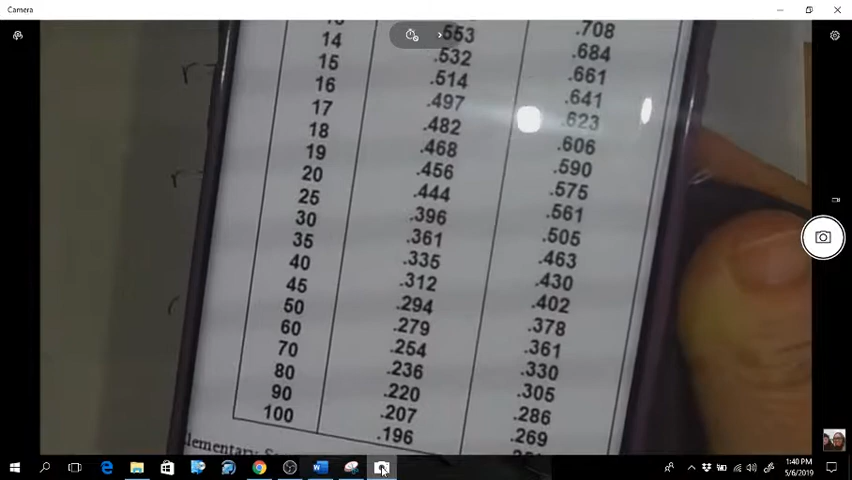 Camera
.708
.553 .684
14 .532 .661
15 .514 .641
16 .497 .623
17 .482 .606
18 .468 .590
19 .456 .575
20 .444 .561
25 .396 .505
30 .361 .463
35 .335 .430
40 .312 .402
45 .294 .378
50 .279 .361
60 .254 .330
70 .236 .305
80 .220 .286
90 .207 .269
100 .196
1:40 PM
5/6/2019